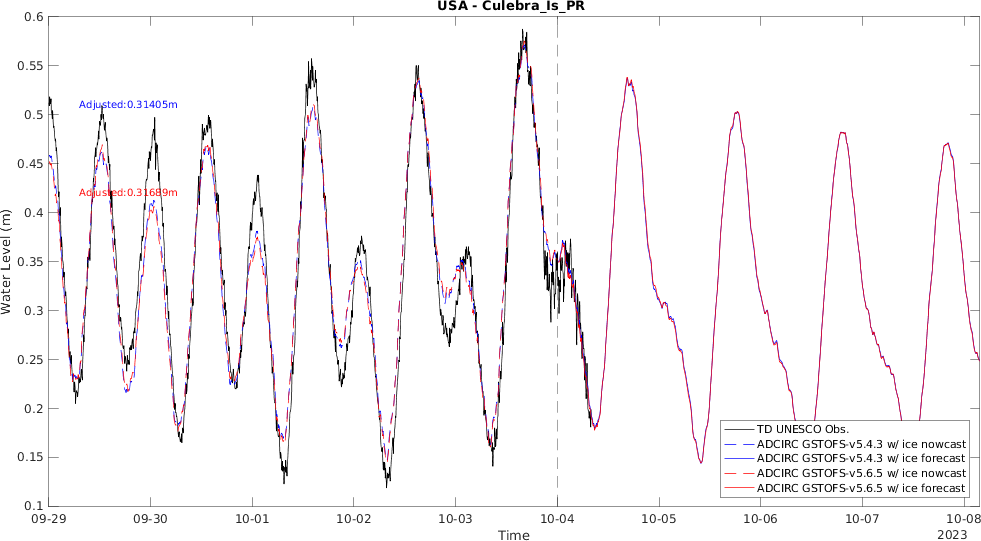 USA - Culebra_Is_PR
0.6
0.55
0.5
0.45
0.4
0.35
0.3
0.25
0.2
0.15
0.1
Water Level (m)
Adjusted:0.31405m
Adjusted:0.31689m
TD UNESCO Obs.
ADCIRC GSTOFS-v5.4.3 w/ ice nowcast
ADCIRC GSTOFS-v5.4.3 w/ ice forecast
ADCIRC GSTOFS-v5.6.5 w/ ice nowcast
ADCIRC GSTOFS-v5.6.5 w/ ice forecast
09-29 09-30 10-01 10-02 10-03 10-04 10-05 10-06 10-07 10-08
2023
Time